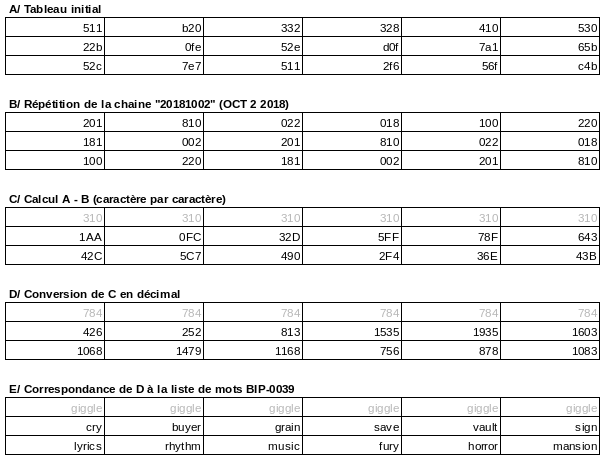 A/ Tableau initial
511 b20 332 328 410 530
22b 0fe 52e d0f 7a1 65b
52c 7e7 511 2f6 56f c4b
B/ Répétition de la chaine "20181002" (OCT 2 2018)
201 810 022 018 100 220
181 002 201 810 022 018
100 220 181 002 201 810
C/ Calcul A - B (caractère par caractère)
310 310 310 310 310 310
1AA 0FC 32D 5FF 78F 643
42C 5C7 490 2F4 36E 43B
D/ Conversion de C en décimal
784 784 784 784 784 784
426 252 813 1535 1935 1603
1068 1479 1168 756 878 1083
E/ Correspondance de D à la liste de mots BIP-0039
giggle giggle giggle giggle giggle giggle
cry buyer grain save vault sign
lyrics rhythm music fury horror mansion